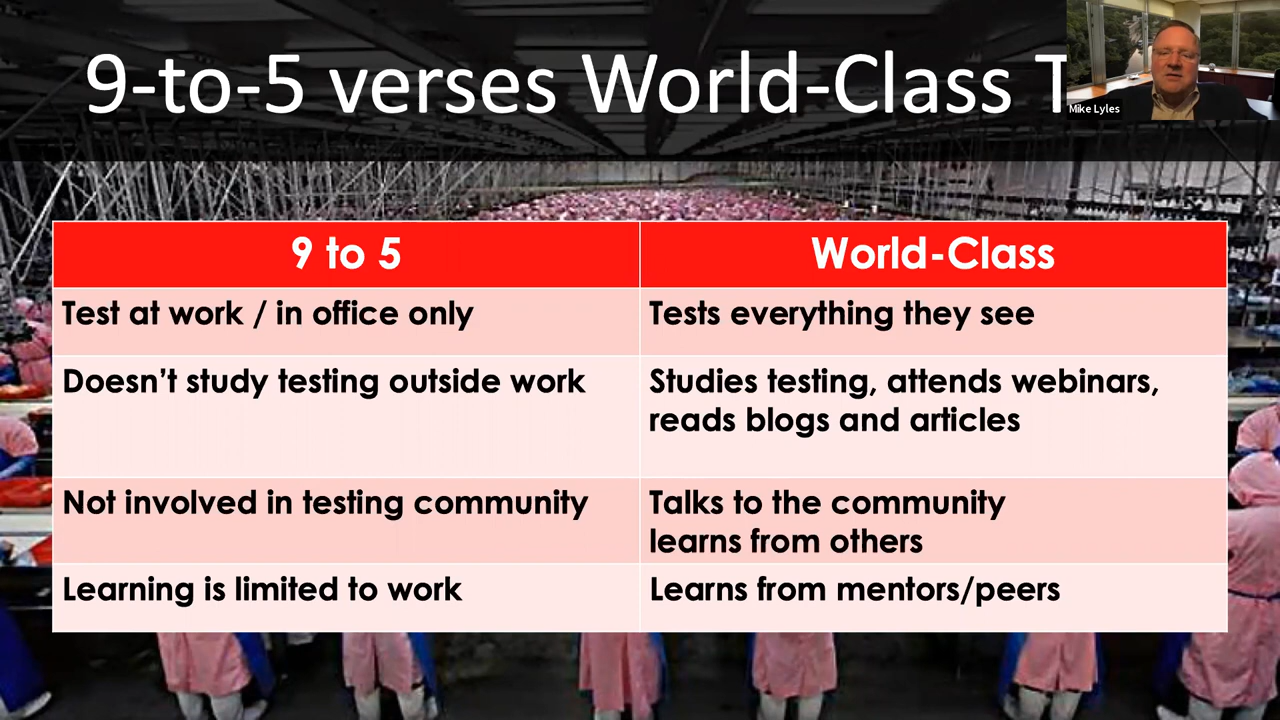 9-to-5 verses World-Class T
Mike Lyles
9 to 5
World-Class
Test at work / in office only
Tests everything they see
Doesn’t study testing outside work
Studies testing, attends webinars,
reads blogs and articles
Not involved in testing community
Talks to the community
learns from others
Learning is limited to work
Learns from mentors/peers